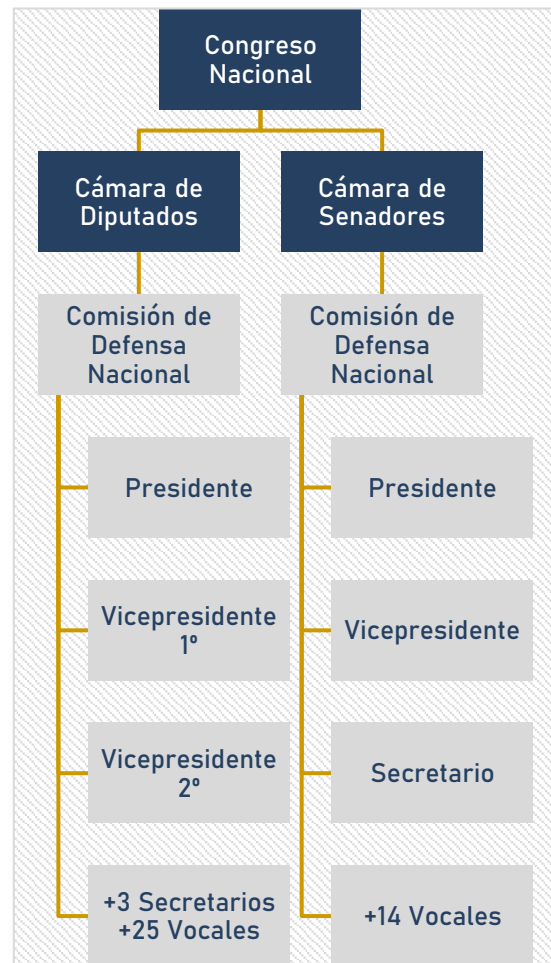 Congreso
Nacional
Cámara de
Diputados
Cámara de
Senadores
Comisión de
Defensa
Nacional
Comisión de
Defensa
Nacional
Presidente
Presidente
Vicepresidente
1º
Vicepresidente
Vicepresidente
2º
Secretario
+3 Secretarios
+25 Vocales
+14 Vocales